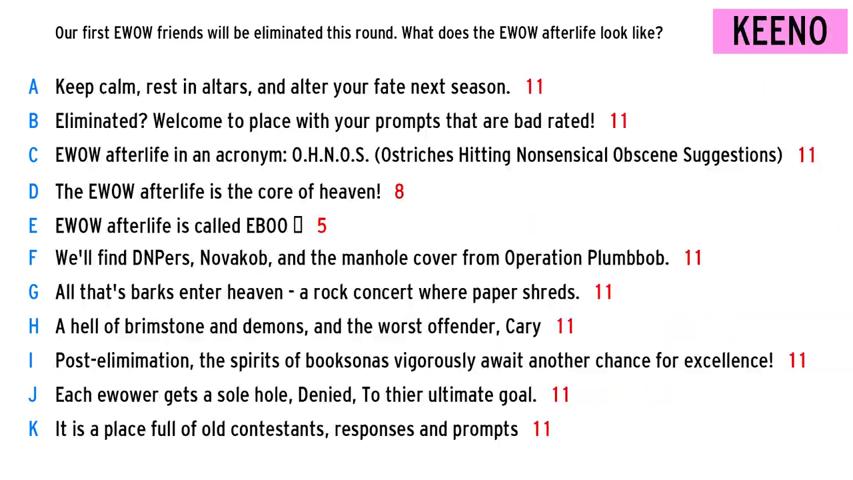 Our first EWOW friends will be eliminated this round. What does the EWOW afterlife look like?
KEENO
A Keep calm, rest in altars, and alter your fate next season. 11
B Eliminated? Welcome to place with your prompts that are bad rated! 11
C EWOW afterlife in an acronym: O.H.N.O.S. (Ostriches Hitting Nonsensical Obscene Suggestions) 11
D The EWOW afterlife is the core of heaven! 8
E EWOW afterlife is called EBOO ▯ 5
F We'll find DNPers, Novakob, and the manhole cover from Operation Plumbbob. 11
G All that's barks enter heaven - a rock concert where paper shreds. 11
H A hell of brimstone and demons, and the worst offender, Cary 11
I Post-elimimation, the spirits of booksonas vigorously await another chance for excellence! 11
J Each ewower gets a sole hole, Denied, To thier ultimate goal. 11
K It is a place full of old contestants, responses and prompts 11